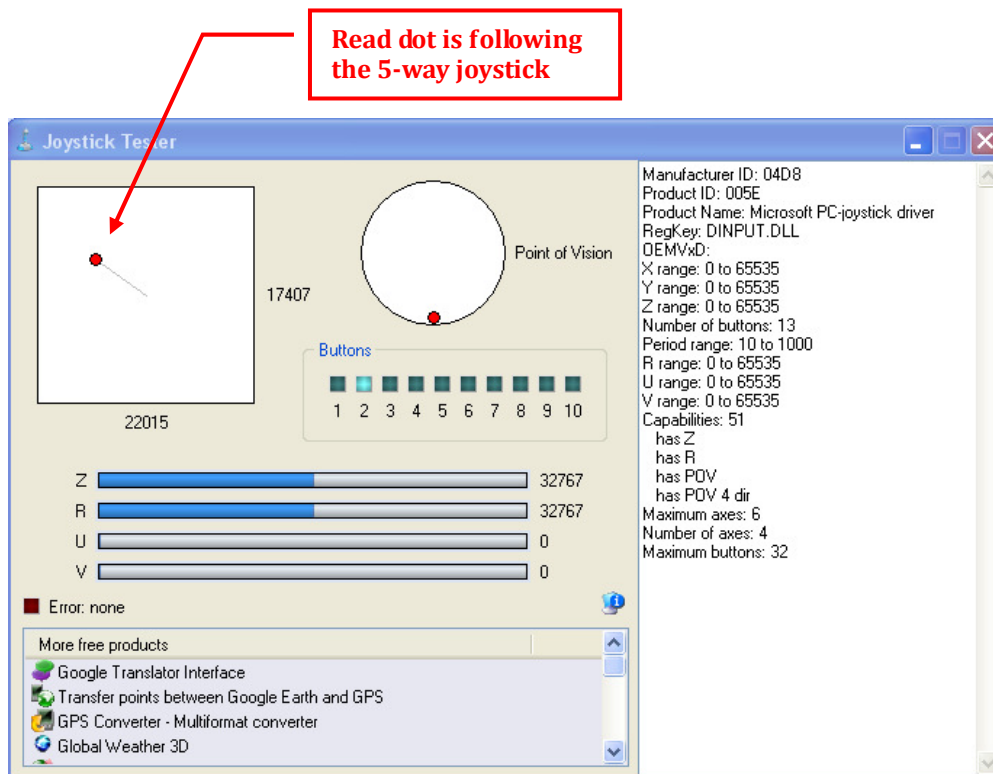 Read dot is following
the 5-way joystick
Joystick Tester
17407
22015
Point of Vision
Buttons
1 2 3 4 5 6 7 8 9 10
Z 32767
R 32767
U 0
V 0
Error: none
More free products
Google Translator Interface
Transfer points between Google Earth and GPS
GPS Converter - Multiformat converter
Global Weather 3D
Manufacturer ID: 04D8
Product ID: 005E
Product Name: Microsoft PC-joystick driver
RegKey: DINPUT.DLL
OEMVxD:
X range: 0 to 65535
Y range: 0 to 65535
Z range: 0 to 65535
Number of buttons: 13
Period range: 10 to 1000
R range: 0 to 65535
U range: 0 to 65535
V range: 0 to 65535
Capabilities: 51
has Z
has R
has POV
has POV 4 dir
Maximum axes: 6
Number of axes: 4
Maximum buttons: 32